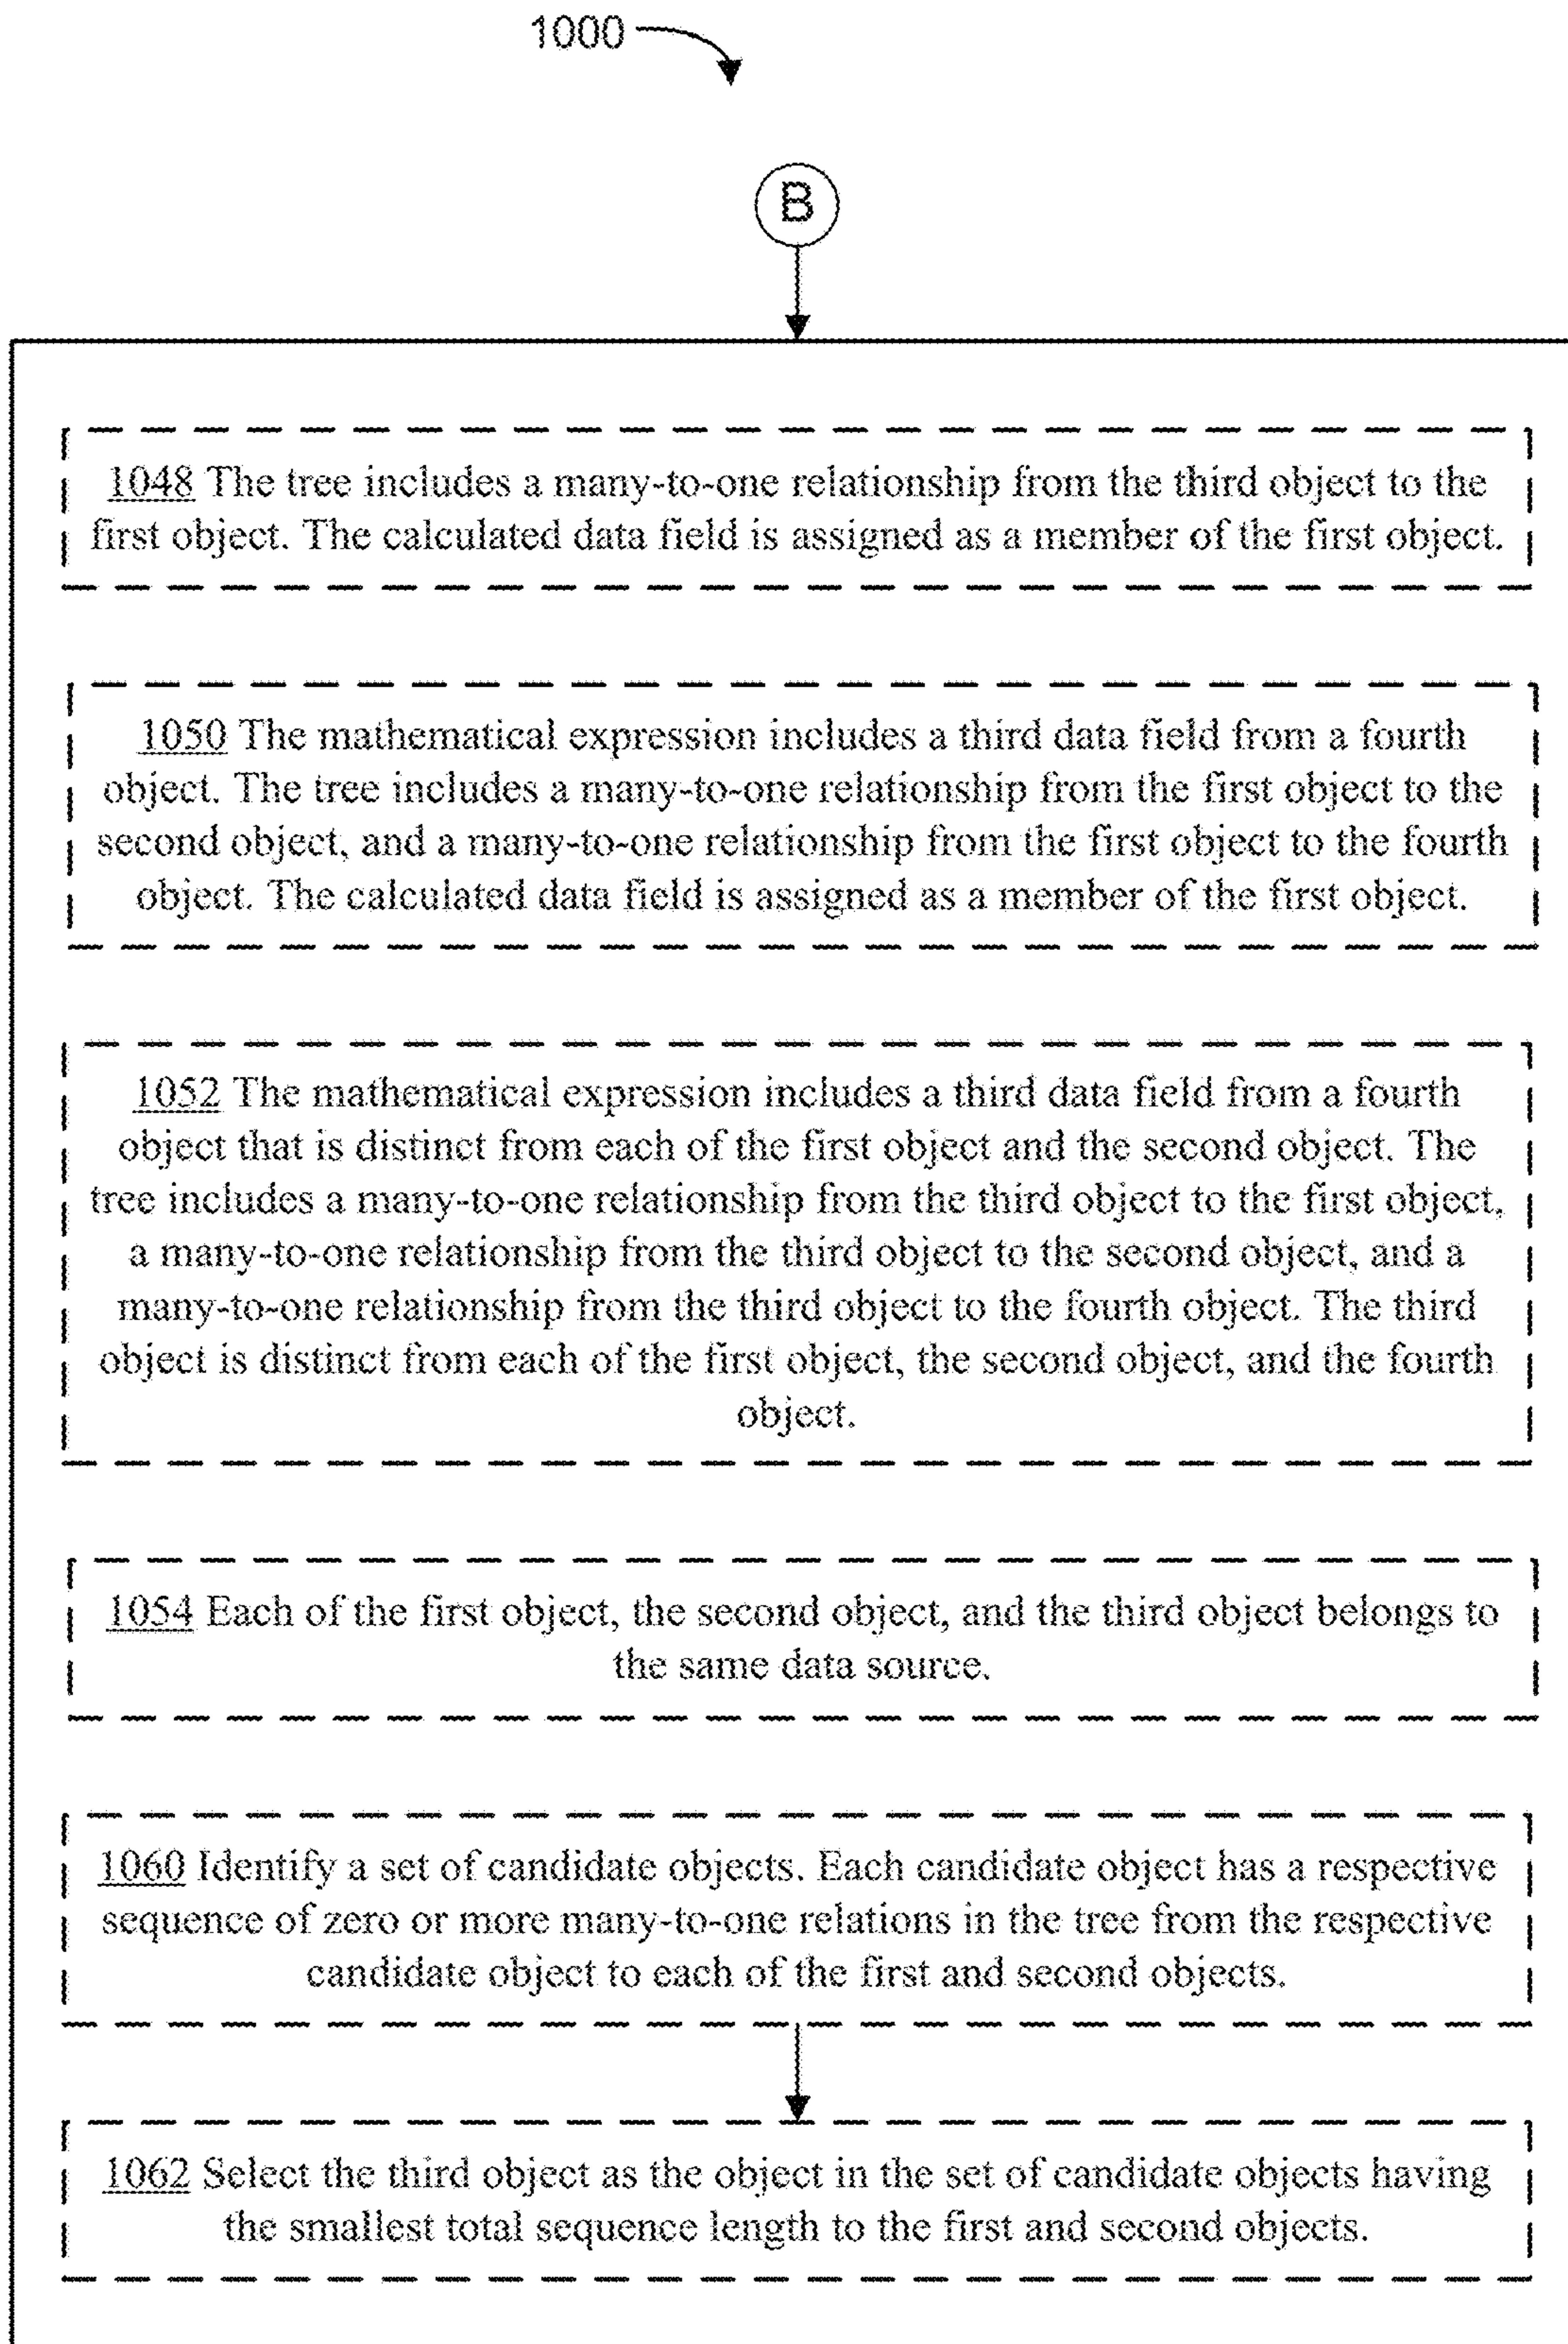 1000
B
1048 The tree includes a many-to-one relationship from the third object to the
first object. The calculated data field is assigned as a member of the first object.
1050 The mathematical expression includes a third data field from a fourth
object. The tree includes a many-to-one relationship from the first object to the
second object, and a many-to-one relationship from the first object to the fourth
object. The calculated data field is assigned as a member of the first object.
1052 The mathematical expression includes a third data field from a fourth
object that is distinct from each of the first object and the second object. The
tree includes a many-to-one relationship from the third object to the first object,
a many-to-one relationship from the third object to the second object, and a
many-to-one relationship from the third object to the fourth object. The third
object is distinct from each of the first object, the second object, and the fourth
object.
1054 Each of the first object, the second object, and the third object belongs to
the same data source.
1060 Identify a set of candidate objects. Each candidate object has a respective
sequence of zero or more many-to-one relations in the tree from the respective
candidate object to each of the first and second objects.
1062 Select the third object as the object in the set of candidate objects having
the smallest total sequence length to the first and second objects.